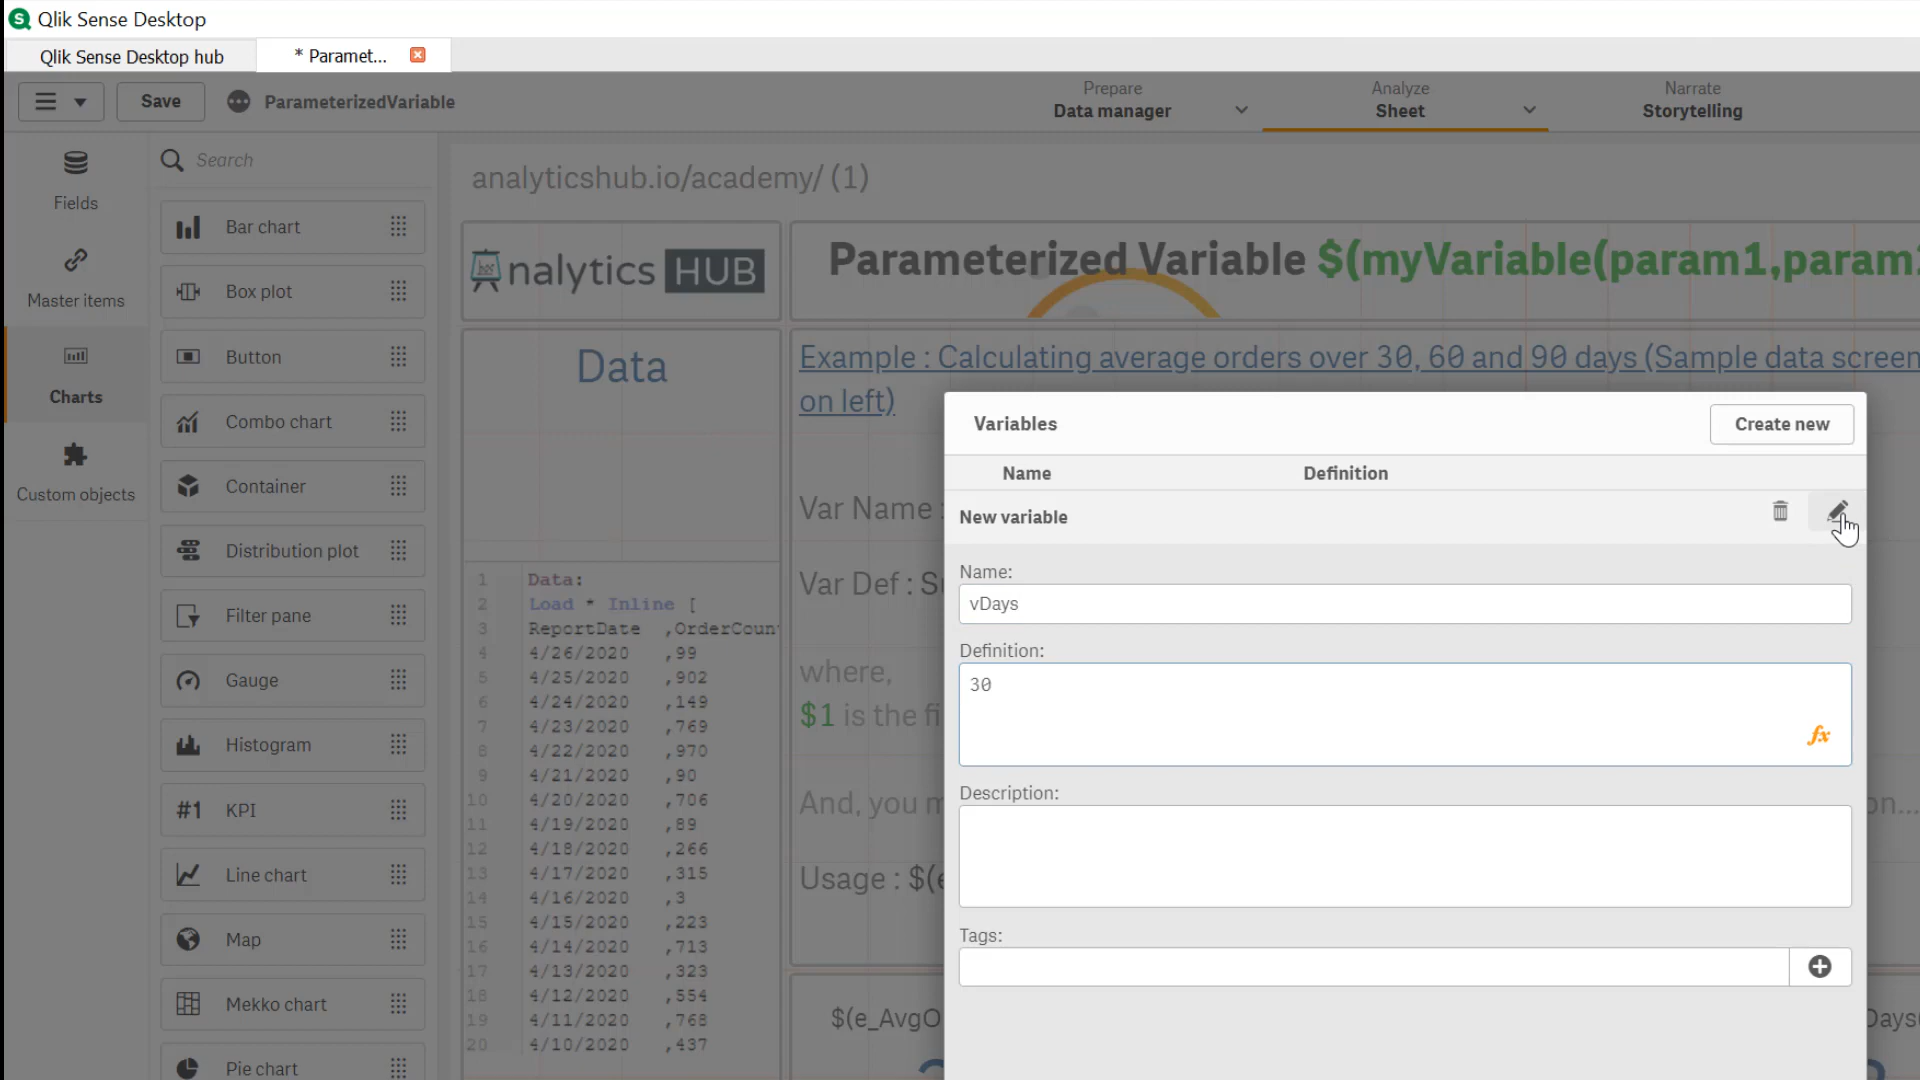 Qlik Sense Desktop
Qlik Sense Desktop hub
* Paramet...
Save
ParameterizedVariable
Prepare
Data manager
Analyze
Sheet
Narrate
Storytelling
Fields
Master items
Charts
Custom objects
Search
Bar chart
Box plot
Button
Combo chart
Container
Distribution plot
Filter pane
Gauge
Histogram
#1 KPI
Line chart
Map
Mekko chart
Pie chart
analyticshub.io/academy/ (1)
nalytics HUB
Parameterized Variable $(myVariable(param1,param
Data
1 Data:
2 Load * Inline [
3 ReportDate ,OrderCoun
4 4/26/2020 ,99
5 4/25/2020 ,902
6 4/24/2020 ,149
7 4/23/2020 ,769
8 4/22/2020 ,970
9 4/21/2020 ,90
10 4/20/2020 ,706
11 4/19/2020 ,89
12 4/18/2020 ,266
13 4/17/2020 ,315
14 4/16/2020 ,3
15 4/15/2020 ,223
16 4/14/2020 ,713
17 4/13/2020 ,323
18 4/12/2020 ,554
19 4/11/2020 ,768
20 4/10/2020 ,437
Example : Calculating average orders over 30, 60 and 90 days (Sample data screen
on left)
Var Name :
Var Def : S
where,
$1 is the fi
And, you m
on...
Usage : $(e
$(e_AvgO
Days(
Variables
Create new
Name Definition
New variable
Name:
vDays
Definition:
30
fx
Description:
Tags: